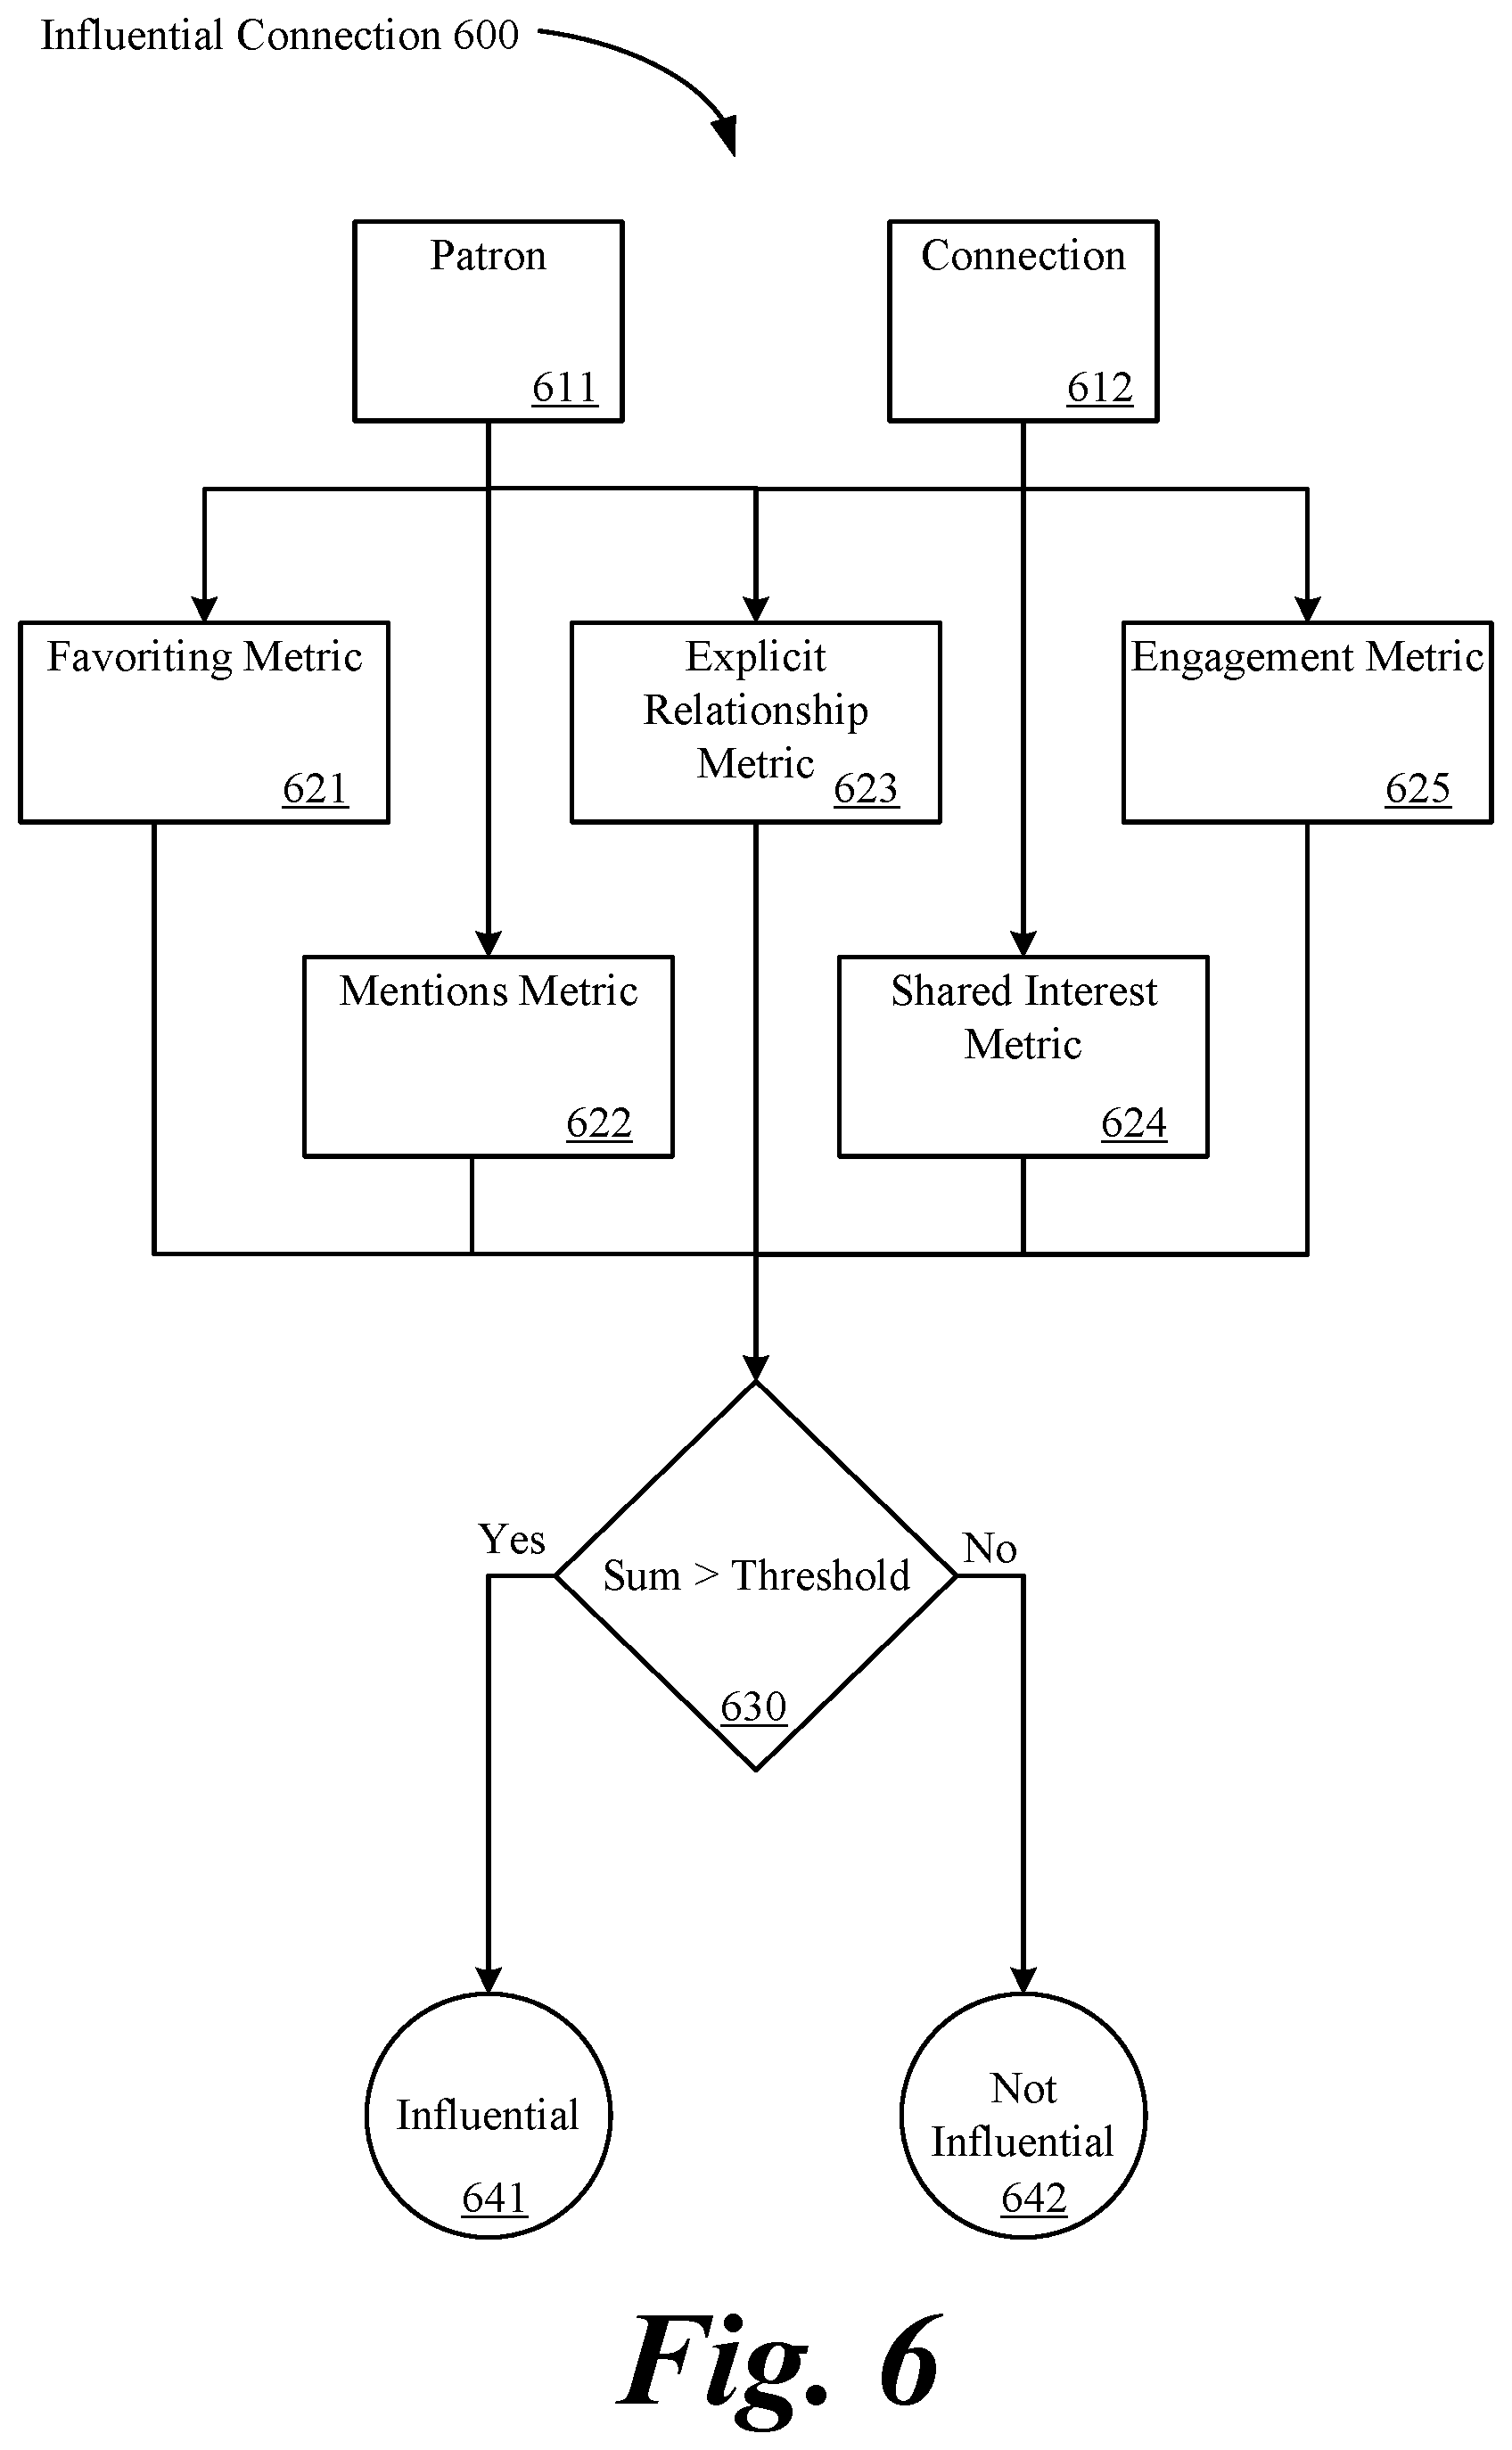 Influential Connection 600
Patron
611
Connection
612
Favoriting Metric
621
Explicit
Relationship
Metric
623
Engagement Metric
625
Mentions Metric
622
Shared Interest
Metric
624
Yes
No
Sum > Threshold
630
Influential
641
Not
Influential
642
Fig. 6